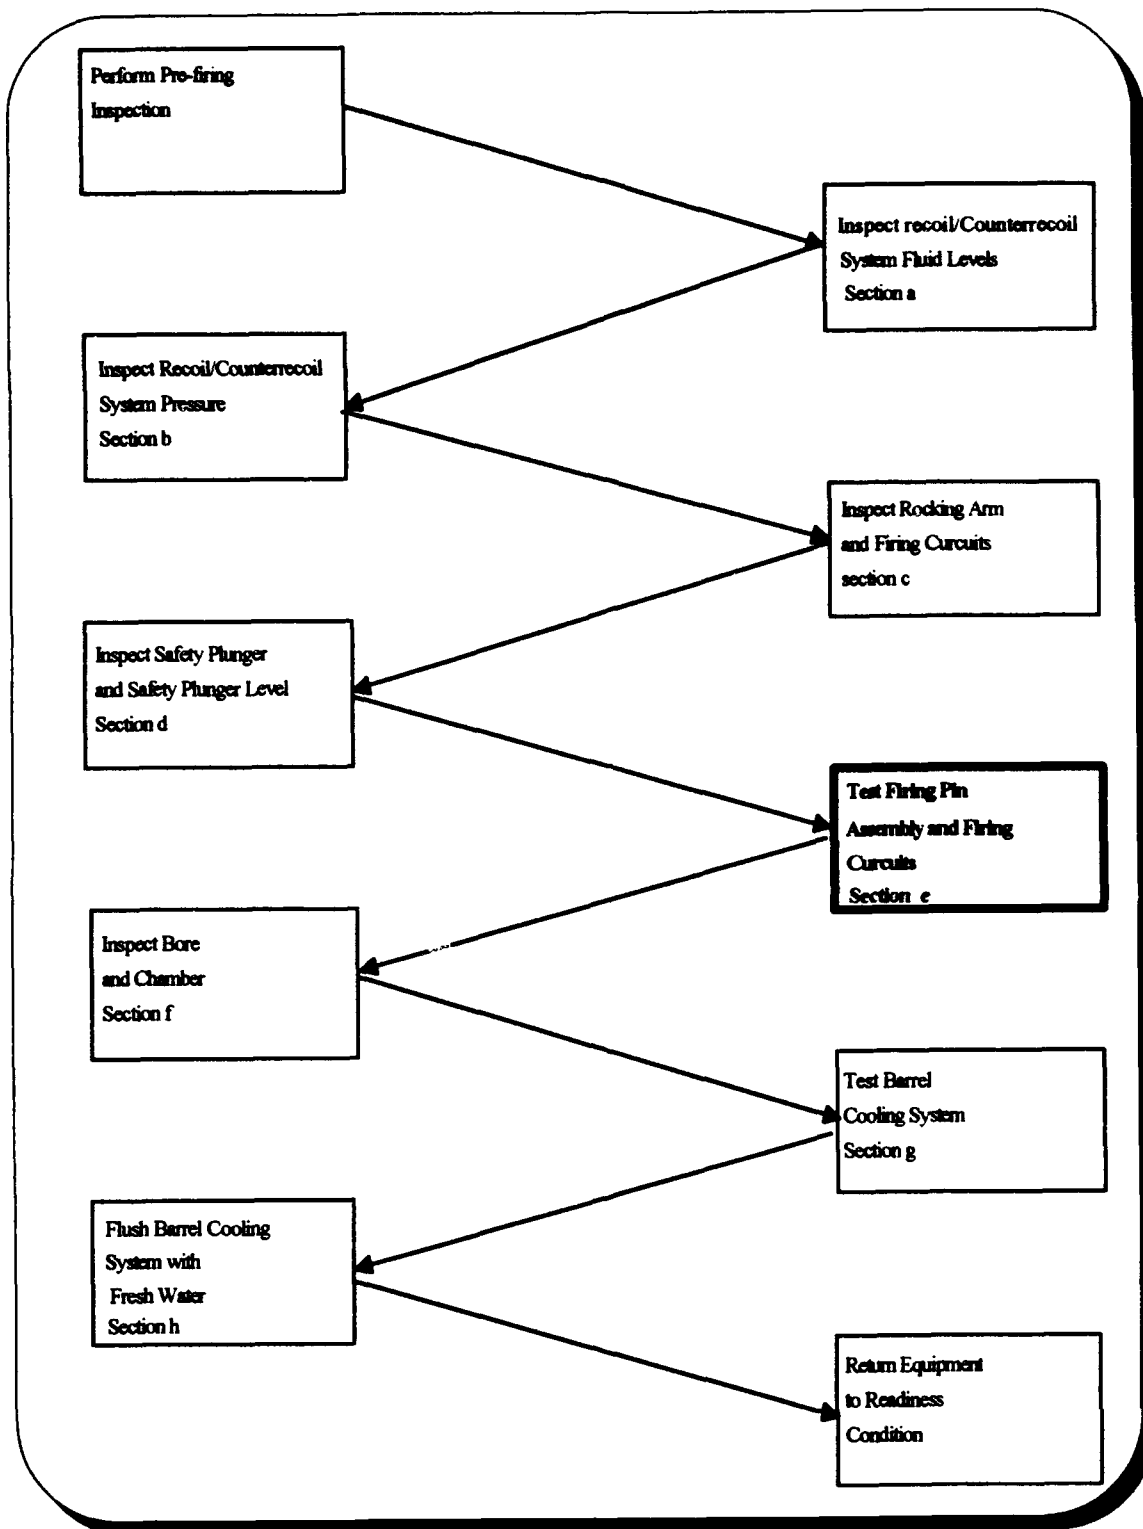 Perform Pre-firing
Inspection
Inspect recoil/Counterrecoil
System Fluid Levels
Section a
Inspect Recoil/Counterrecoil
System Pressure
Section b
Inspect Rocking Arm
and Firing Curcuits
section c
Inspect Safety Plunger
and Safety Plunger Level
Section d
Test Firing Pin
Assembly and Firing
Curcuits
Section e
Inspect Bore
and Chamber
Section f
Test Barrel
Cooling System
Section g
Flush Barrel Cooling
System with
Fresh Water
Section h
Return Equipment
to Readiness
Condition